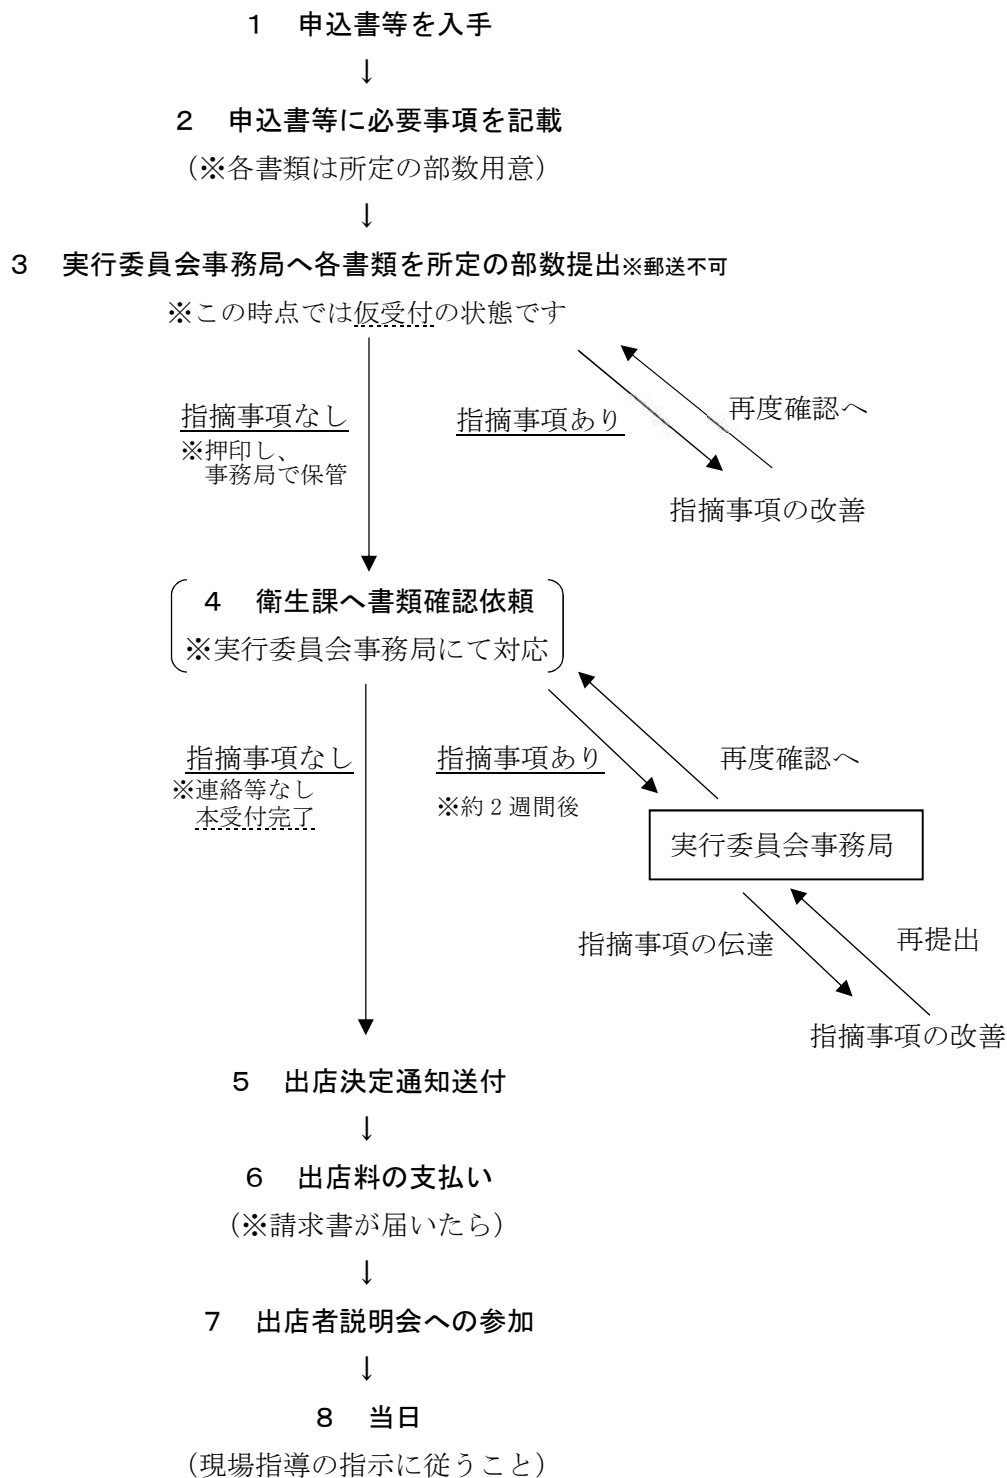 １　申込書等を入手
↓
２　申込書等に必要事項を記載
（※各書類は所定の部数用意）
↓
３　実行委員会事務局へ各書類を所定の部数提出※郵送不可
※この時点では仮受付の状態です
指摘事項なし
※押印し、
事務局で保管
指摘事項あり
再度確認へ
指摘事項の改善
４　衛生課へ書類確認依頼
※実行委員会事務局にて対応
指摘事項なし
※連絡等なし
本受付完了
指摘事項あり
※約２週間後
再度確認へ
実行委員会事務局
指摘事項の伝達
再提出
指摘事項の改善
５　出店決定通知送付
↓
６　出店料の支払い
（※請求書が届いたら）
↓
７　出店者説明会への参加
↓
８　当日
（現場指導の指示に従うこと）